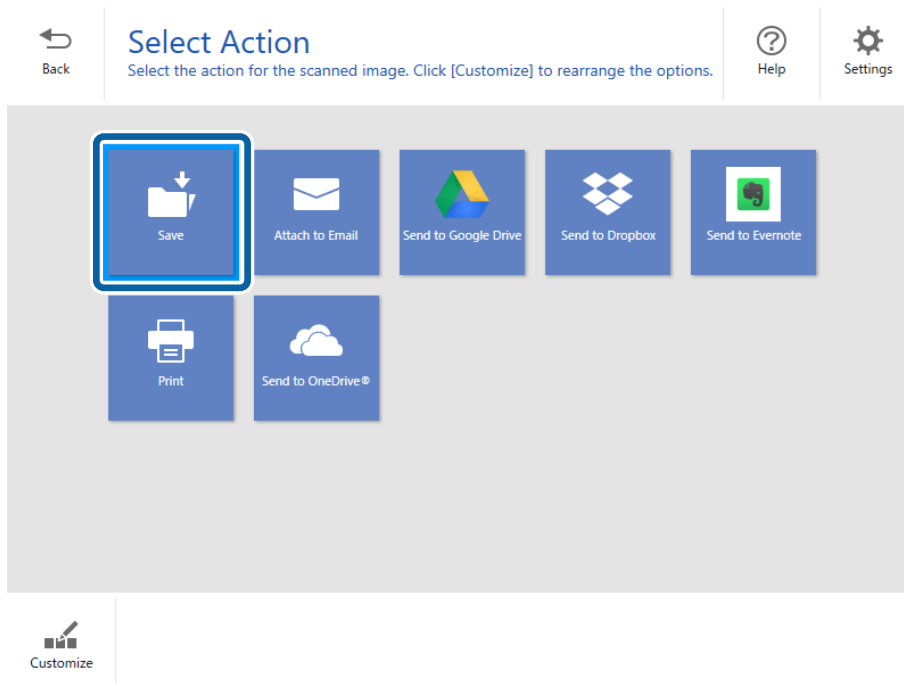 Select Action
Select the action for the scanned image. Click [Customize] to rearrange the options.
Back
Help
Settings
Save
Attach to Email
Send to Google Drive
Send to Dropbox
Send to Evernote
Print
Send to OneDrive®
Customize